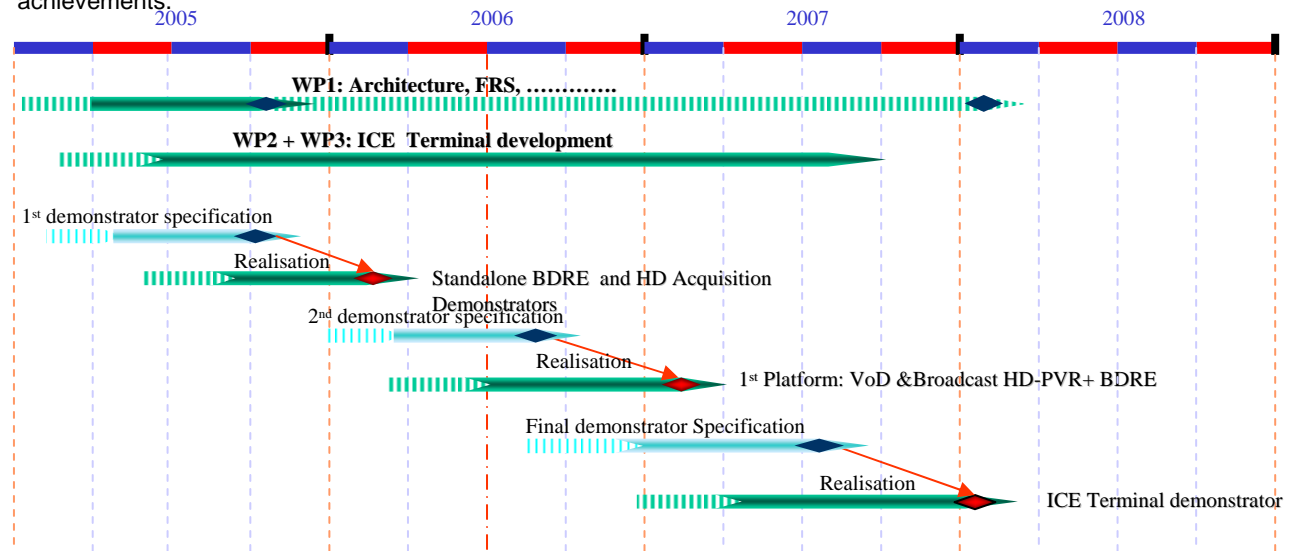 achievements.
2005 2006 2007 2008
WP1: Architecture, FRS, .............
WP2 + WP3: ICE Terminal development
1st demonstrator specification
Realisation
Standalone BDRE and HD Acquisition
Demonstrators
2nd demonstrator specification
Realisation
1st Platform: VoD &Broadcast HD-PVR+ BDRE
Final demonstrator Specification
Realisation
ICE Terminal demonstrator